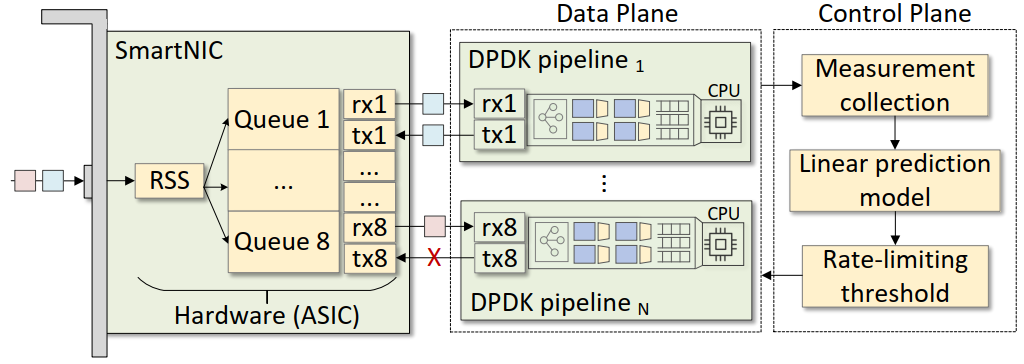 Data Plane
Control Plane
SmartNIC
RSS
Queue 1
...
Queue 8
rx1
tx1
...
...
rx8
tx8
X
Hardware (ASIC)
DPDK pipeline 1
CPU
rx1
tx1
...
CPU
rx8
tx8
DPDK pipeline N
Measurement
collection
Linear prediction
model
Rate-limiting
threshold